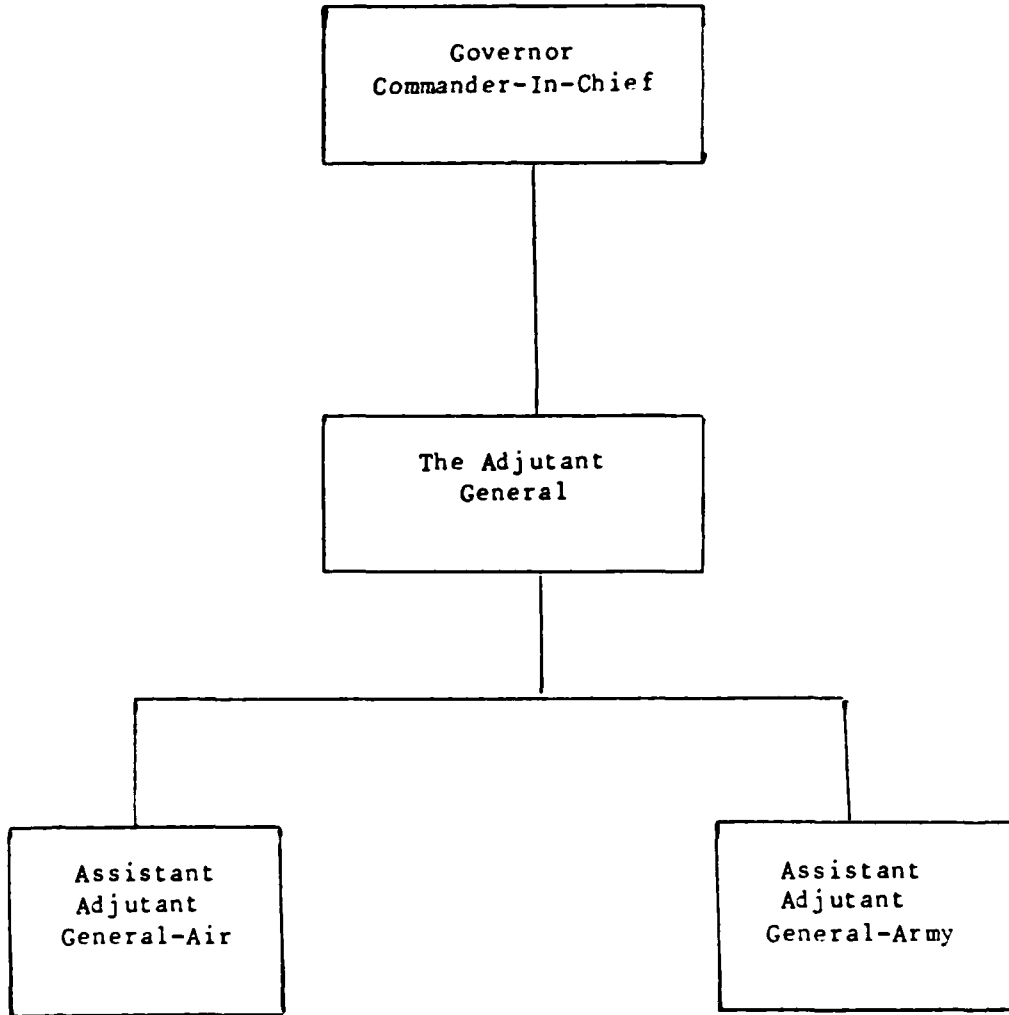 Governor
Commander-In-Chief
The Adjutant
General
Assistant
Adjutant
General-Air
Assistant
Adjutant
General-Army